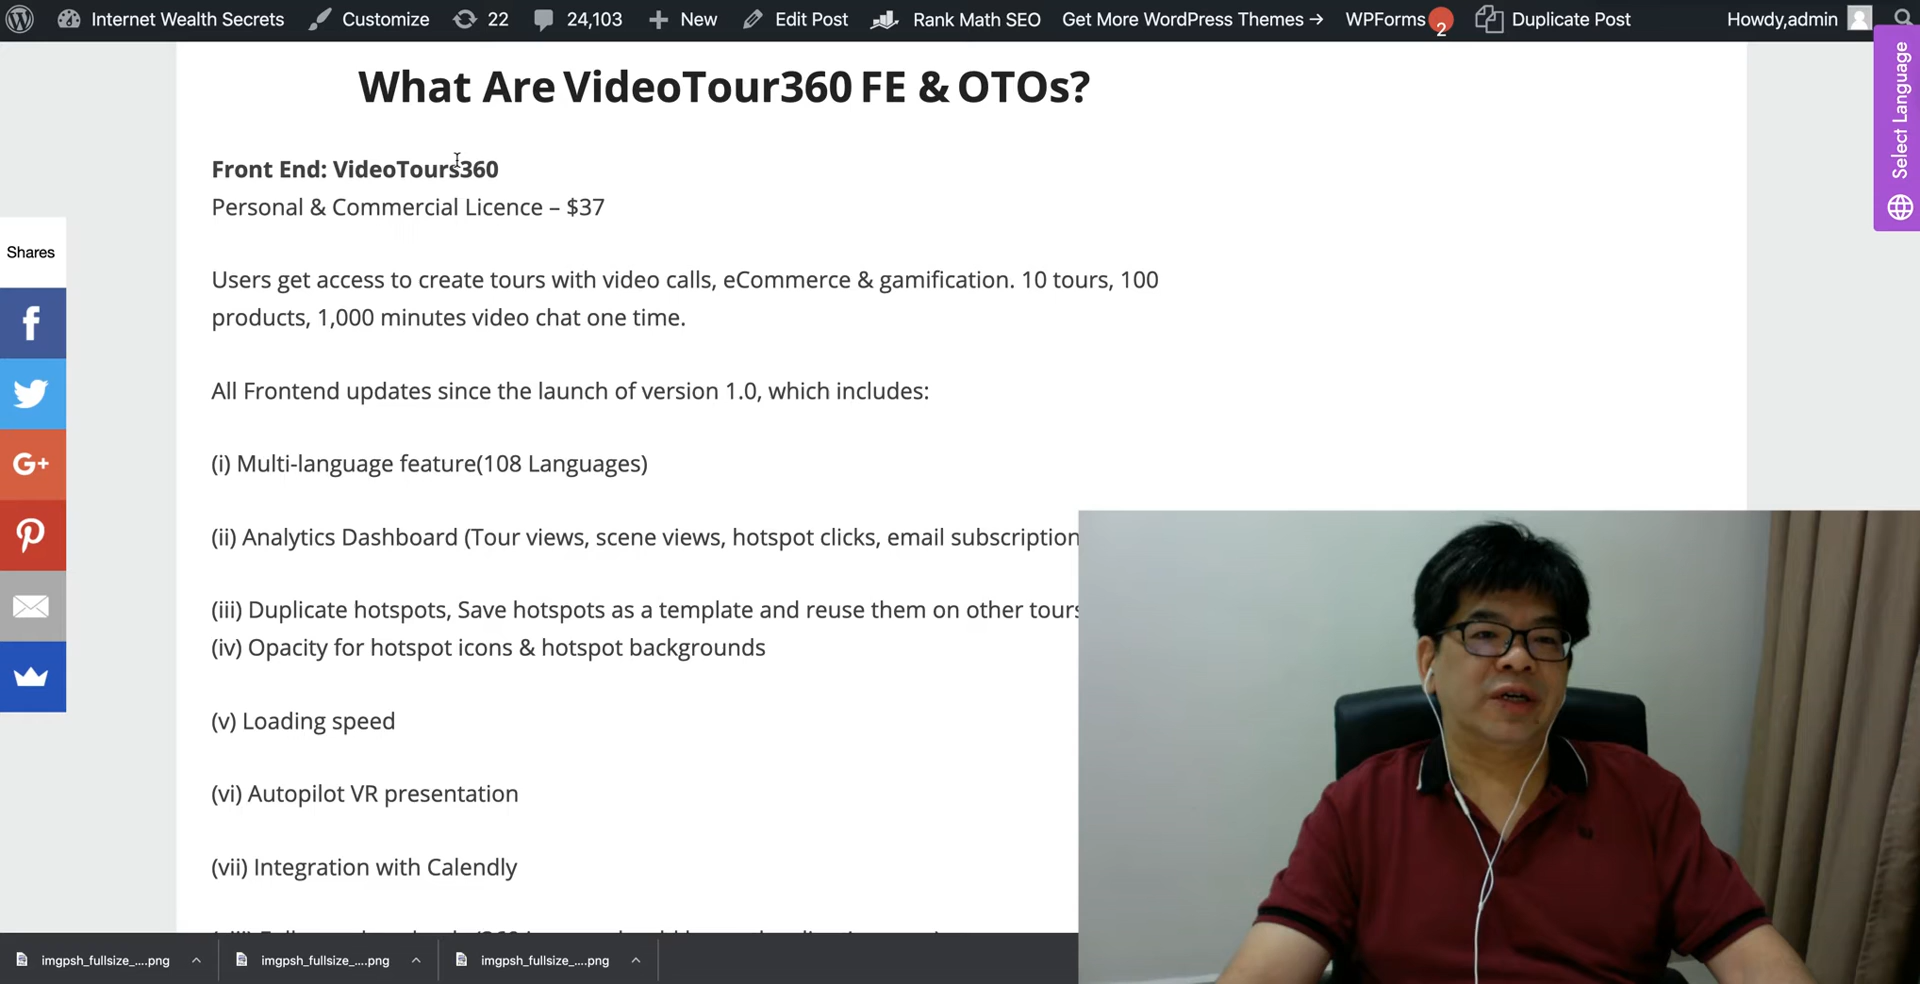 Internet Wealth Secrets Customize 22 24,103 New Edit Post Rank Math SEO Get More WordPress Themes → WPForms 2 Duplicate Post Howdy,admin
Select Language
What Are VideoTour360 FE & OTOs?
Front End: VideoTours360
Personal & Commercial Licence – $37
Users get access to create tours with video calls, eCommerce & gamification. 10 tours, 100
products, 1,000 minutes video chat one time.
All Frontend updates since the launch of version 1.0, which includes:
(i) Multi-language feature(108 Languages)
(ii) Analytics Dashboard (Tour views, scene views, hotspot clicks, email subscription
(iii) Duplicate hotspots, Save hotspots as a template and reuse them on other tours
(iv) Opacity for hotspot icons & hotspot backgrounds
(v) Loading speed
(vi) Autopilot VR presentation
(vii) Integration with Calendly
Shares
f
G+
imgpsh_fullsize_....png imgpsh_fullsize_....png imgpsh_fullsize_....png